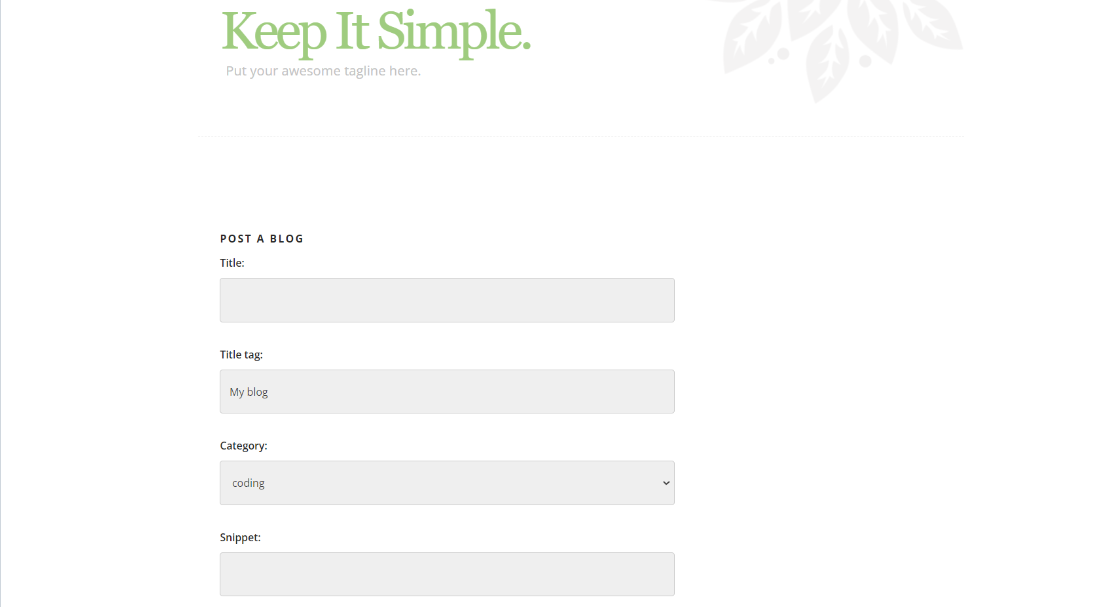 Keep It Simple.
Put your awesome tagline here.
POST A BLOG
Title:
Title tag:
My blog
Category:
coding
Snippet: